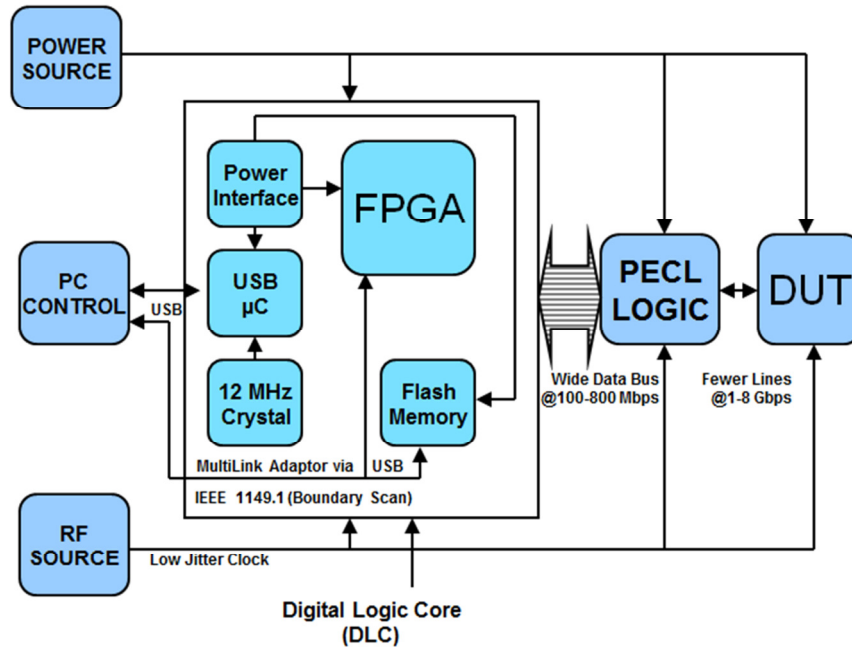 POWER
SOURCE
Power
Interface
FPGA
PC
CONTROL
USB
USB
µC
PECL
LOGIC
DUT
12 MHz
Crystal
Flash
Memory
Wide Data Bus
@100-800 Mbps
Fewer Lines
@1-8 Gbps
MultiLink Adaptor via USB
IEEE 1149.1 (Boundary Scan)
RF
SOURCE
Low Jitter Clock
Digital Logic Core
(DLC)